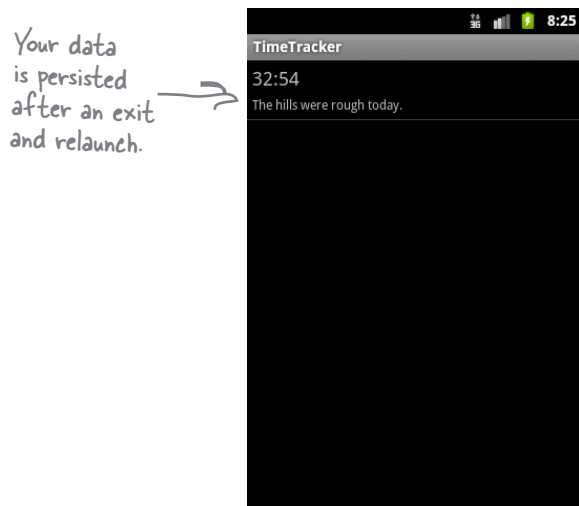 Your data
is persisted
after an exit
and relaunch.
3G 8:25
TimeTracker
32:54
The hills were rough today.